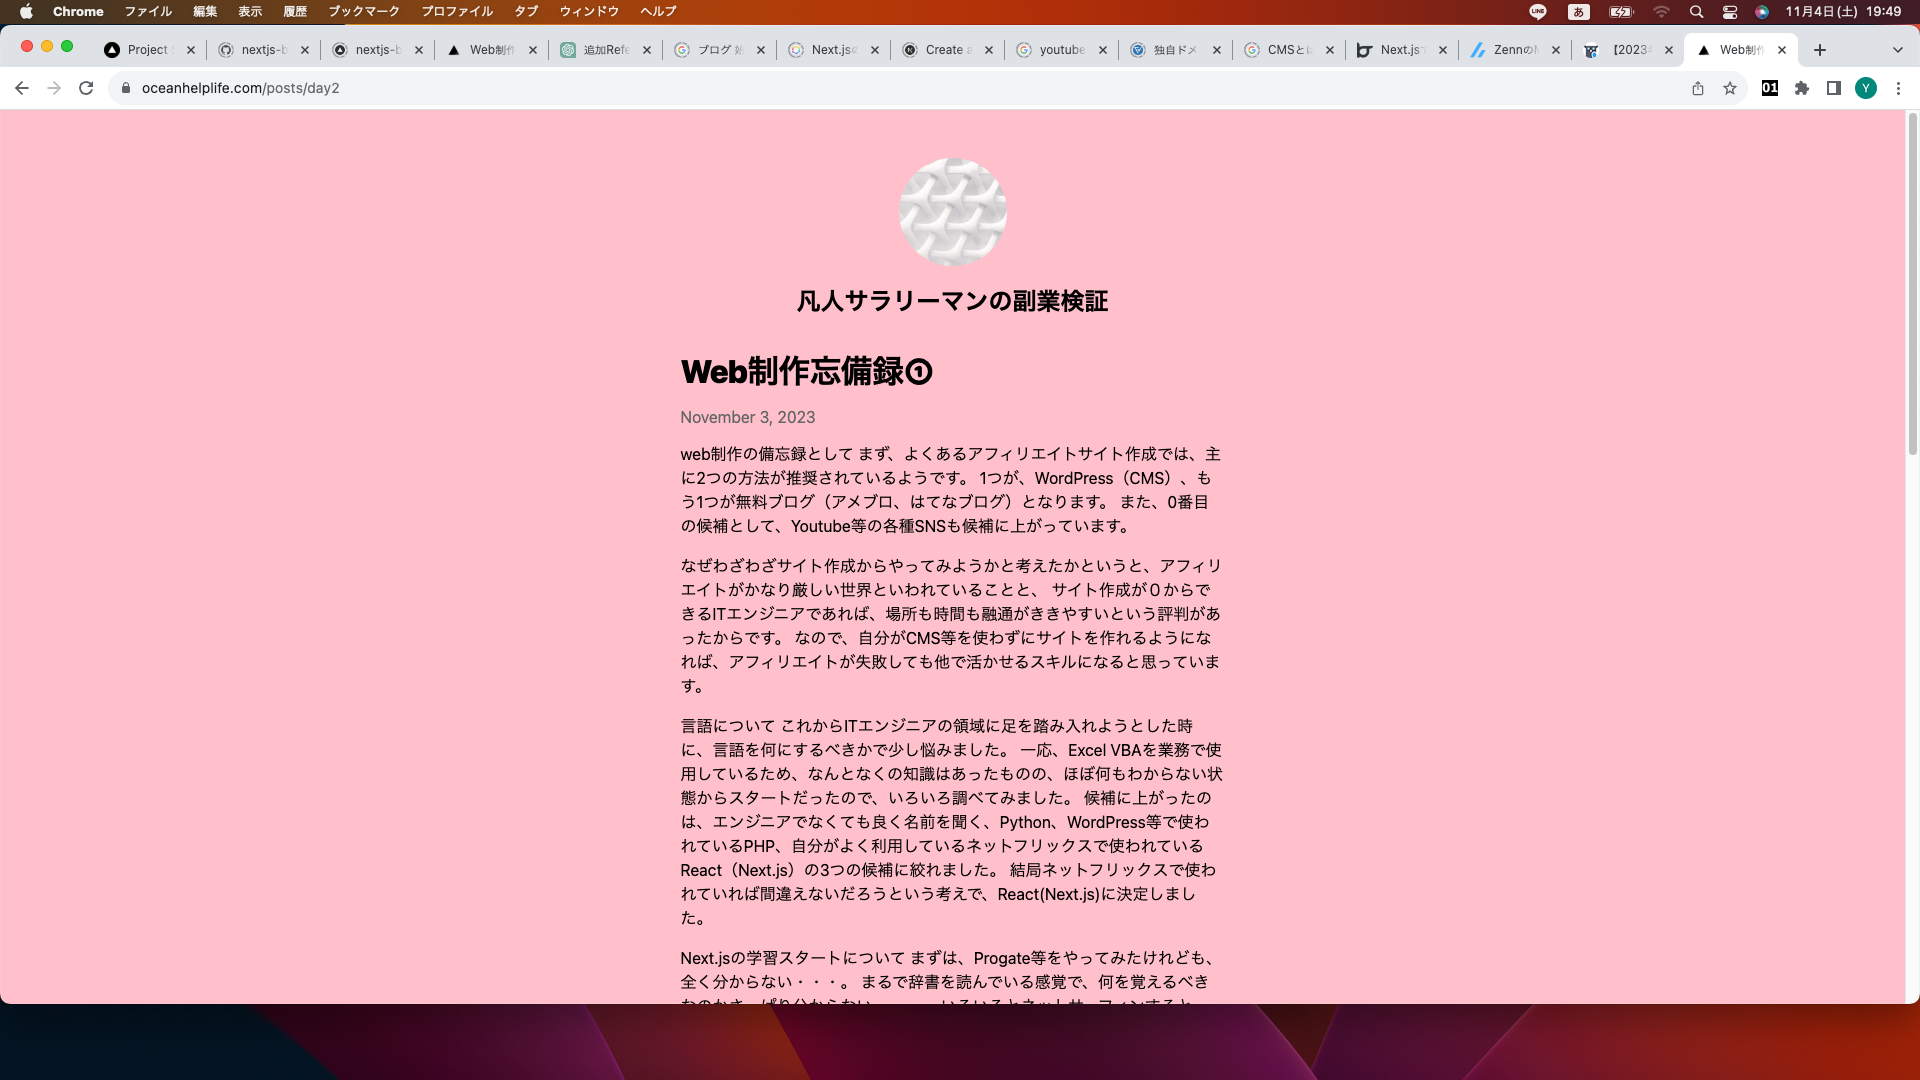 Chrome ファイル 編集 表示 履歴 ブックマーク プロファイル タブ ウィンドウ ヘルプ LINE あ 11月4日(土) 19:49
Project nextjs-b nextjs-b Web制作 追加Refe ブログ Next.js Create a youtube 独自ドメ CMSと Next.jsで Zennの 【2023 Web制作
oceanhelplife.com/posts/day2 01 Y
凡人サラリーマンの副業検証
Web制作忘備録①
November 3, 2023
web制作の備忘録として まず、よくあるアフィリエイトサイト作成では、主
に2つの方法が推奨されているようです。 1つが、WordPress（CMS）、も
う1つが無料ブログ（アメブロ、はてなブログ）となります。 また、0番目
の候補として、Youtube等の各種SNSも候補に上がっています。
なぜわざわざサイト作成からやってみようかと考えたかというと、アフィリ
エイトがかなり厳しい世界といわれていることと、 サイト作成が０からで
きるITエンジニアであれば、場所も時間も融通がききやすいという評判があ
ったからです。 なので、自分がCMS等を使わずにサイトを作れるようにな
れば、アフィリエイトが失敗しても他で活かせるスキルになると思っていま
す。
言語について これからITエンジニアの領域に足を踏み入れようとした時
に、言語を何にするべきかで少し悩みました。 一応、Excel VBAを業務で使
用しているため、なんとなくの知識はあったものの、ほぼ何もわからない状
態からスタートだったので、いろいろ調べてみました。 候補に上がったの
は、エンジニアでなくても良く名前を聞く、Python、WordPress等で使わ
れているPHP、自分がよく利用しているネットフリックスで使われている
React（Next.js）の3つの候補に絞れました。 結局ネットフリックスで使わ
れていれば間違えないだろうという考えで、React(Next.js)に決定しまし
た。
Next.jsの学習スタートについて まずは、Progate等をやってみたけれども、
全く分からない・・・。 まるで辞書を読んでいる感覚で、何を覚えるべき